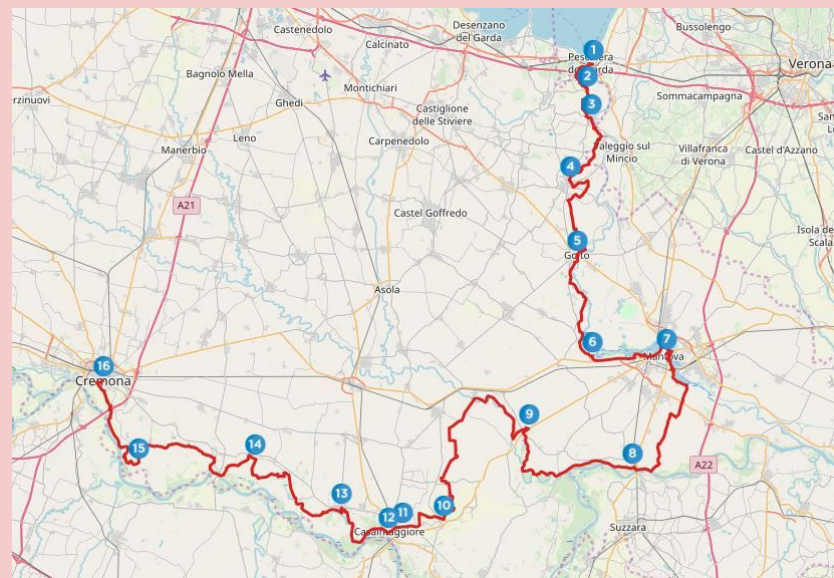 Castenedolo
Desenzano
del Garda
Calcinato
Bussolengo
1
Peschiera
del Garda
2
Verona
Bagnolo Mella
Montichiari
Sommacampagna
3
Ghedi
Castiglione
delle Stiviere
Leno
Manerbio
Carpenedolo
Valeggio sul
Mincio
Villafranca
di Verona
Castel d'Azzano
4
A21
Castel Goffredo
Isola de
Scala
5
Goito
Asola
6
7
Mantova
16
Cremona
9
14
15
8
A22
13
10
12
11
Casalmaggiore
Suzzara